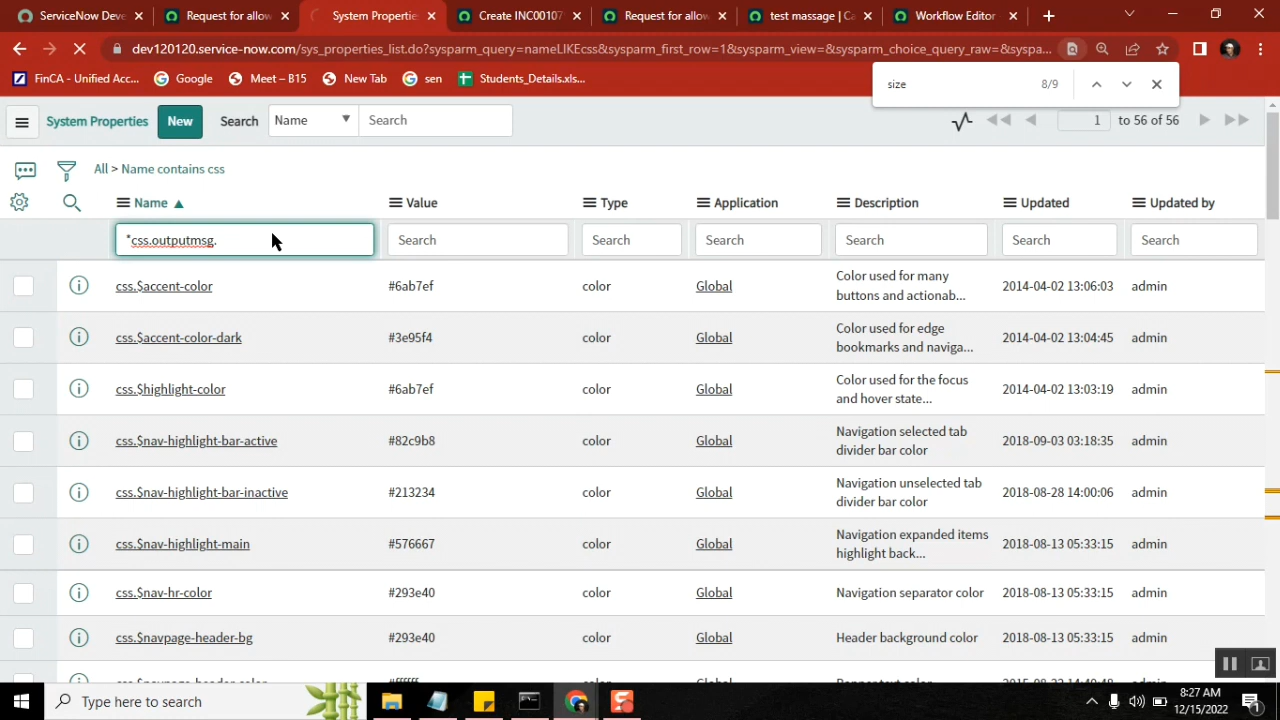 ServiceNow Deve
Request for allow
System Propertie
Create INC00107
Request for allow
test massage | Ca
Workflow Editor
dev120120.service-now.com/sys_properties_list.do?sysparm_query=nameLIKEcss&sysparm_first_row=1&sysparm_view=&sysparm_choice_query_raw=&syspa...
FinCA - Unified Acc...
Google
Meet – B15
New Tab
sen
Students_Details.xls...
size 8/9
System Properties New Search Name Search 1 to 56 of 56
All > Name contains css
Name Value Type Application Description Updated Updated by
*css.outputmsg. Search Search Search Search Search Search
css.$accent-color #6ab7ef color Global Color used for many buttons and actionab... 2014-04-02 13:06:03 admin
css.$accent-color-dark #3e95f4 color Global Color used for edge bookmarks and naviga... 2014-04-02 13:04:45 admin
css.$highlight-color #6ab7ef color Global Color used for the focus and hover state... 2014-04-02 13:03:19 admin
css.$nav-highlight-bar-active #82c9b8 color Global Navigation selected tab divider bar color 2018-09-03 03:18:35 admin
css.$nav-highlight-bar-inactive #213234 color Global Navigation unselected tab divider bar color 2018-08-28 14:00:06 admin
css.$nav-highlight-main #576667 color Global Navigation expanded items highlight back... 2018-08-13 05:33:15 admin
css.$nav-hr-color #293e40 color Global Navigation separator color 2018-08-13 05:33:15 admin
css.$navpage-header-bg #293e40 color Global Header background color 2018-08-13 05:33:15 admin
Type here to search
8:27 AM
12/15/2022